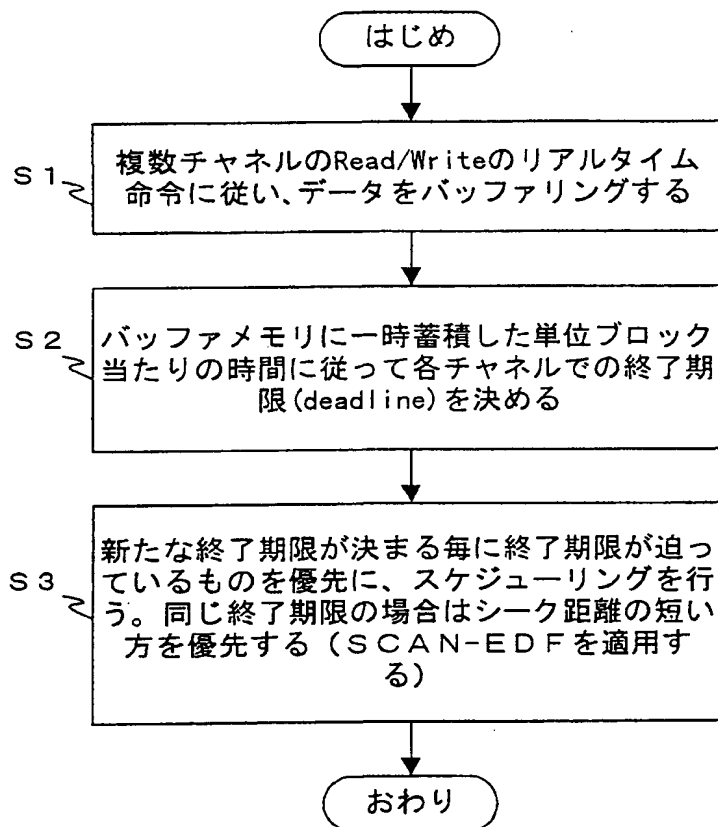 はじめ
S1
複数チャネルのRead/Writeのリアルタイム
命令に従い、データをバッファリングする
S2
バッファメモリに一時蓄積した単位ブロック
当たりの時間に従って各チャネルでの終了期
限(deadline)を決める
S3
新たな終了期限が決まる毎に終了期限が迫っ
ているものを優先に、スケジューリングを行
う。同じ終了期限の場合はシーク距離の短い
方を優先する(SCAN-EDFを適用す
る)
おわり